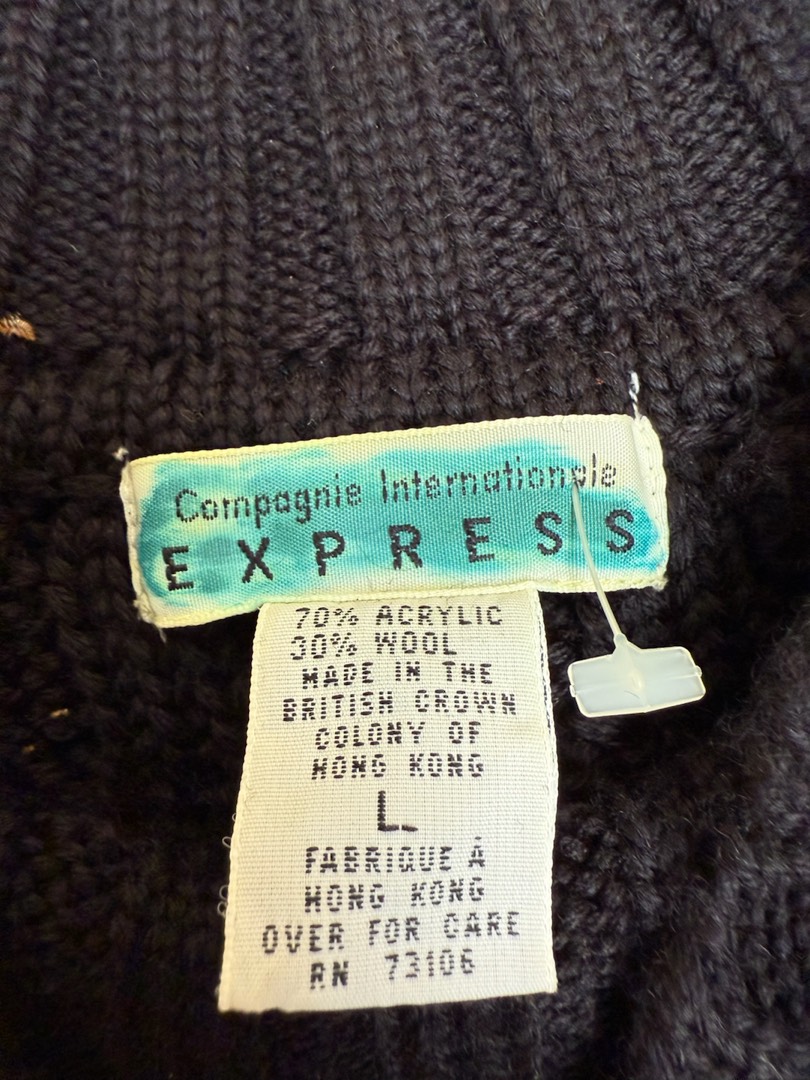 Compagnie Internationale
EXPRESS
70% ACRYLIC
30% WOOL
MADE IN THE
BRITISH CROWN
COLONY OF
HONG KONG
L
FABRIQUE À
HONG KONG
OVER FOR CARE
RN 73106